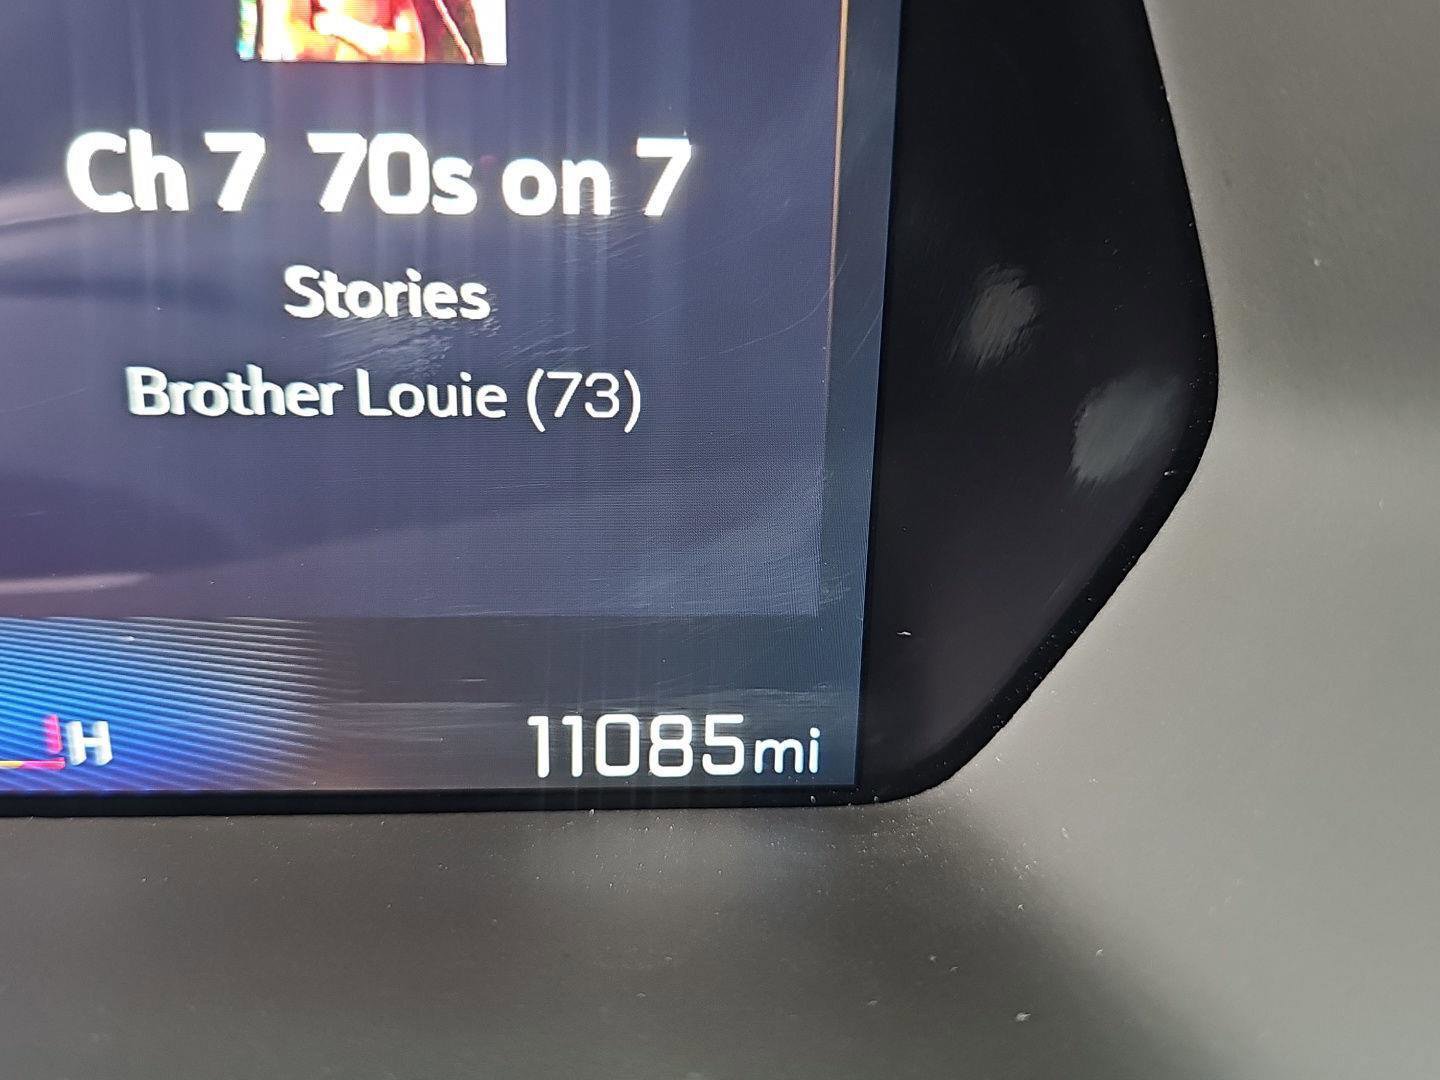 Ch 7 70s on 7
Stories
Brother Louie (73)
H
11085mi